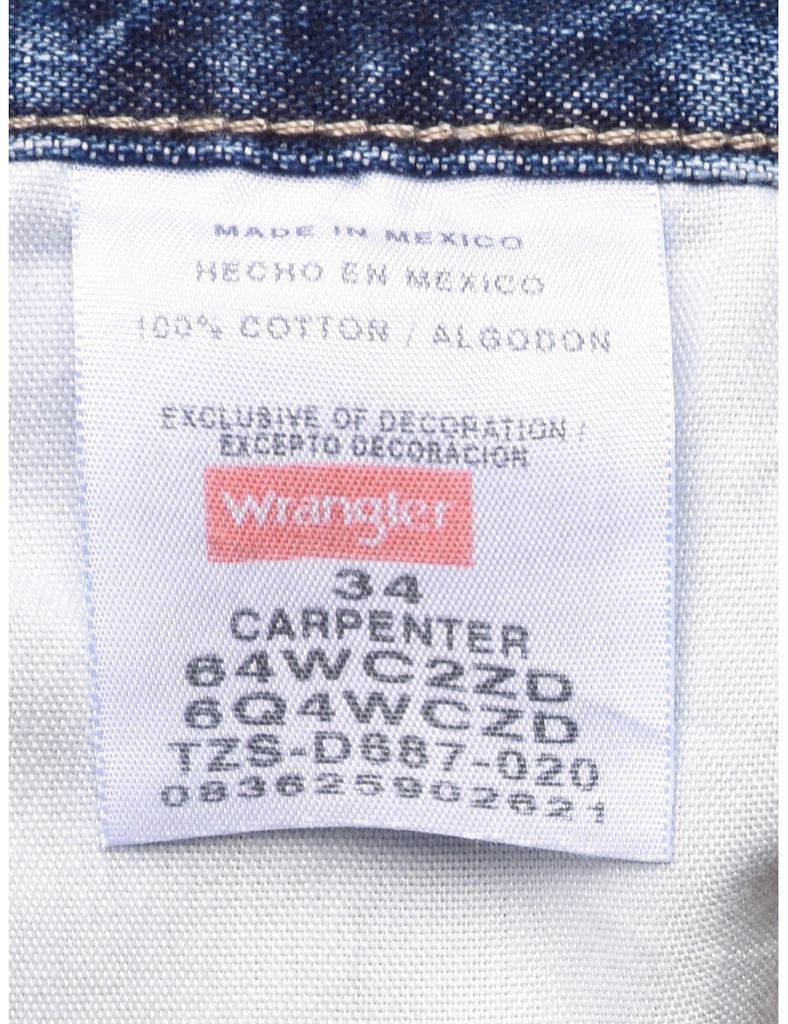 MADE IN MEXICO
HECHO EN MEXICO
100% COTTON / ALGODON
EXCLUSIVE OF DECORATION /
EXCEPTO DECORACION
Wrangler
34
CARPENTER
64WC2ZD
6Q4WCZD
TZS-D687-020
083625902621